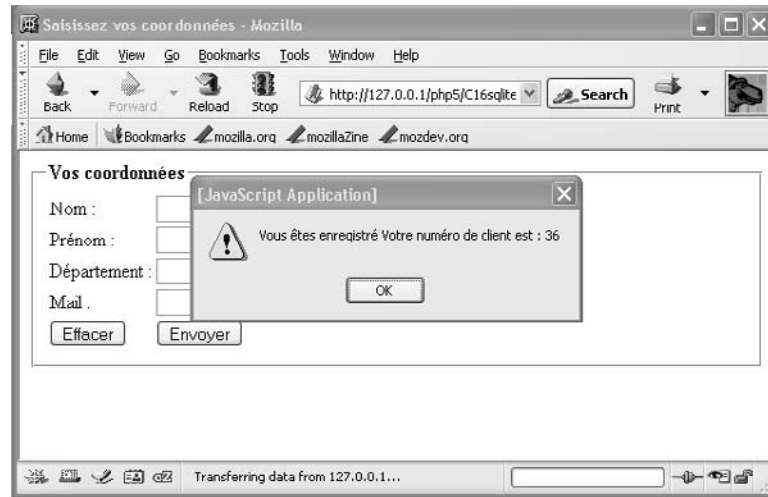 Saisissez vos coordonnées - Mozilla
File Edit View Go Bookmarks Tools Window Help
Back Forward Reload Stop http://127.0.0.1/php5/C16sqlite Search Print
Home Bookmarks mozilla.org mozillaZine mozdev.org
Vos coordonnées
[JavaScript Application]
Nom :
Vous êtes enregistré Votre numéro de client est : 36
Prénom :
Département :
OK
Mail .
Effacer Envoyer
Transferring data from 127.0.0.1...